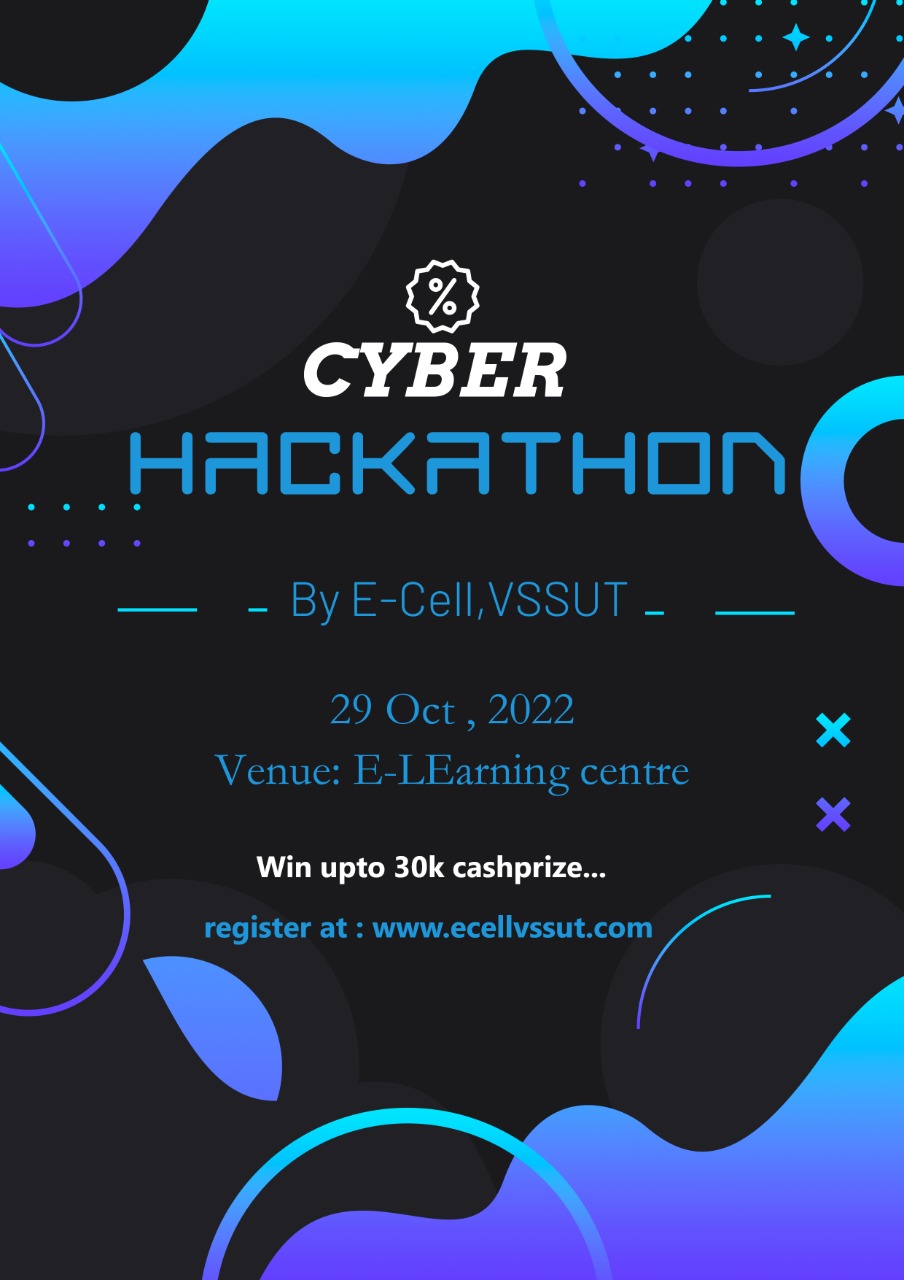 %
CYBER
HACKATHON
By E-Cell,VSSUT
29 Oct , 2022
Venue: E-LEarning centre
Win upto 30k cashprize...
register at : www.ecellvssut.com